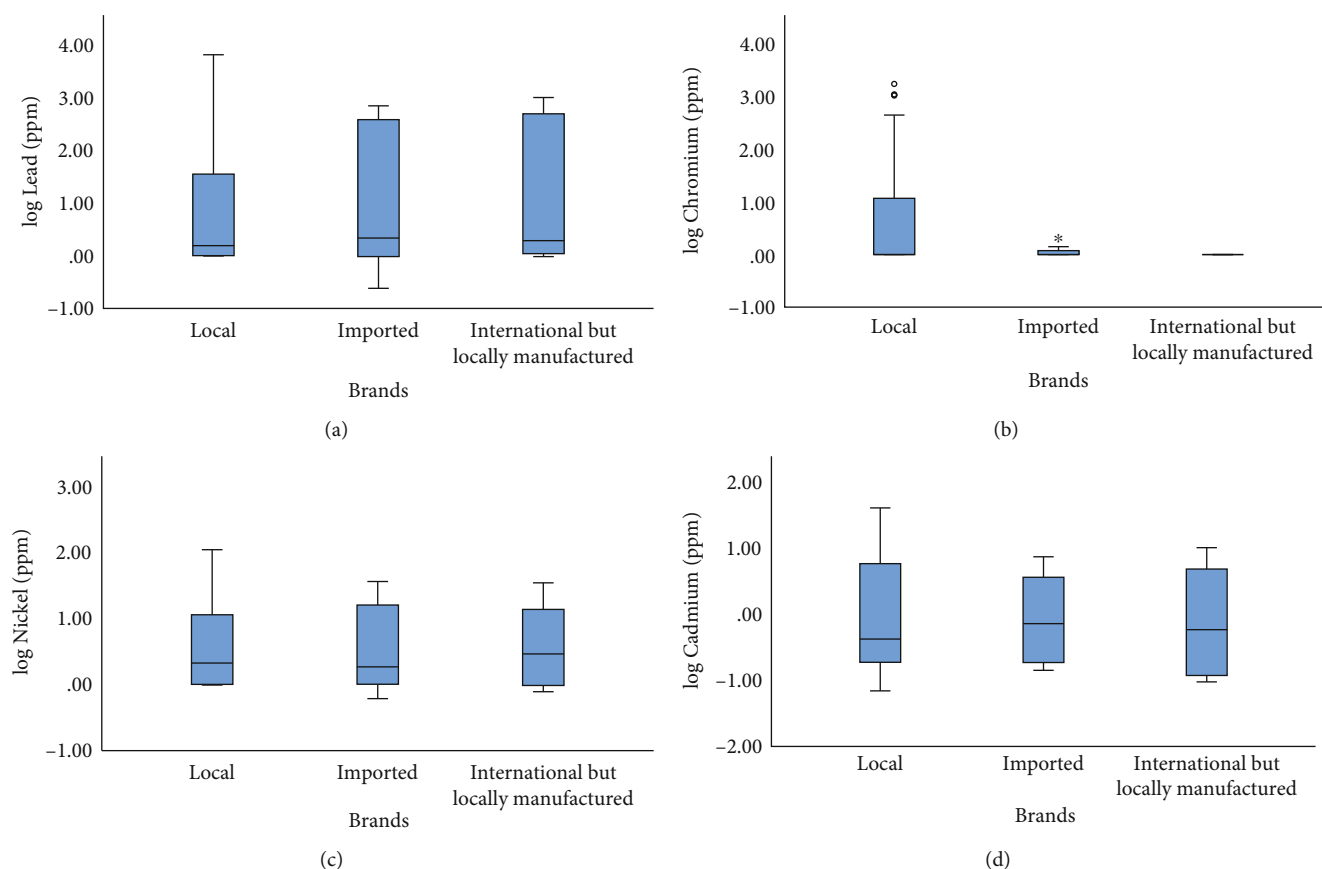 log Lead (ppm)
4.00
3.00
2.00
1.00
.00
–1.00
Local
Imported
International but
locally manufactured
Brands
(a)
log Chromium (ppm)
4.00
3.00
2.00
1.00
.00
–1.00
*
Local
Imported
International but
locally manufactured
Brands
(b)
log Nickel (ppm)
3.00
2.00
1.00
.00
–1.00
Local
Imported
International but
locally manufactured
Brands
(c)
log Cadmium (ppm)
2.00
1.00
.00
–1.00
–2.00
Local
Imported
International but
locally manufactured
Brands
(d)